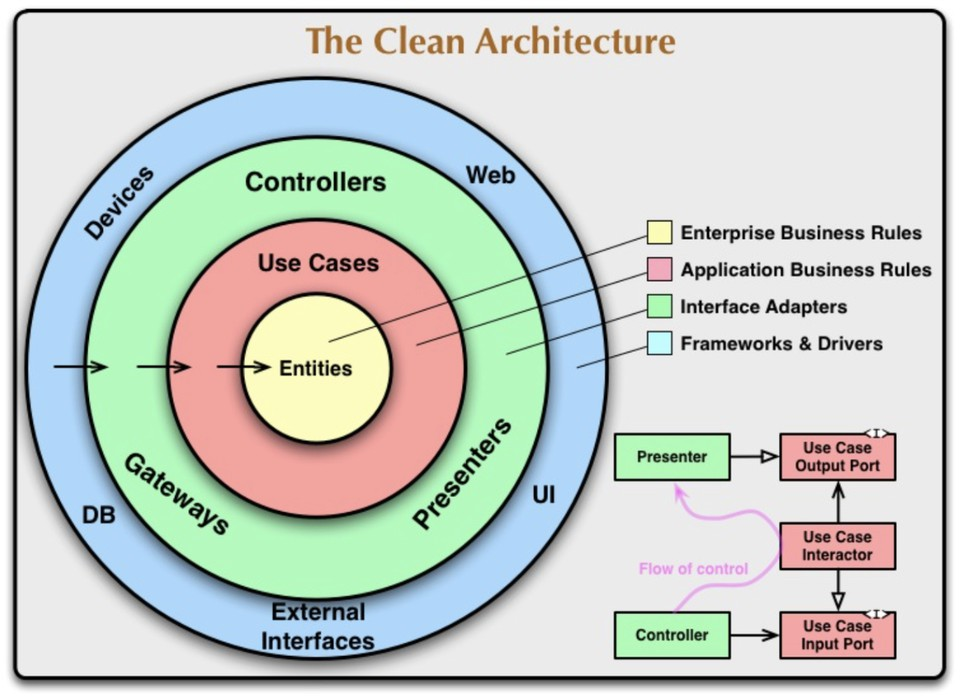 The Clean Architecture
Devices
Controllers
Web
Use Cases
Entities
Gateways
Presenters
DB
UI
External
Interfaces
Enterprise Business Rules
Application Business Rules
Interface Adapters
Frameworks & Drivers
Presenter
<I>
Use Case
Output Port
Use Case
Interactor
Flow of control
Controller
<I>
Use Case
Input Port